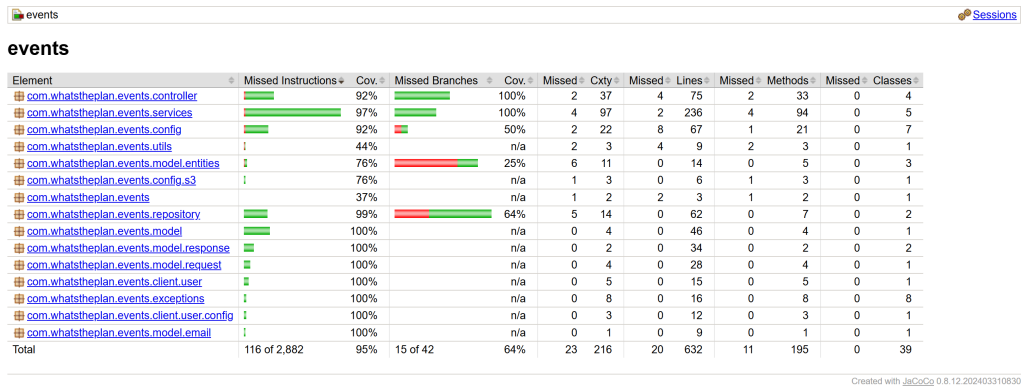 events Sessions
events
Element Missed Instructions Cov. Missed Branches Cov. Missed Cxty Missed Lines Missed Methods Missed Classes
com.whatstheplan.events.controller 92% 100% 2 37 4 75 2 33 0 4
com.whatstheplan.events.services 97% 100% 4 97 2 236 4 94 0 5
com.whatstheplan.events.config 92% 50% 2 22 8 67 1 21 0 7
com.whatstheplan.events.utils 44% n/a 2 3 4 9 2 3 0 1
com.whatstheplan.events.model.entities 76% 25% 6 11 0 14 0 5 0 3
com.whatstheplan.events.config.s3 76% n/a 1 3 0 6 1 3 0 1
com.whatstheplan.events 37% n/a 1 2 2 3 1 2 0 1
com.whatstheplan.events.repository 99% 64% 5 14 0 62 0 7 0 2
com.whatstheplan.events.model 100% n/a 0 4 0 46 0 4 0 1
com.whatstheplan.events.model.response 100% n/a 0 2 0 34 0 2 0 2
com.whatstheplan.events.model.request 100% n/a 0 4 0 28 0 4 0 1
com.whatstheplan.events.client.user 100% n/a 0 5 0 15 0 5 0 1
com.whatstheplan.events.exceptions 100% n/a 0 8 0 16 0 8 0 8
com.whatstheplan.events.client.user.config 100% n/a 0 3 0 12 0 3 0 1
com.whatstheplan.events.model.email 100% n/a 0 1 0 9 0 1 0 1
Total 116 of 2,882 95% 15 of 42 64% 23 216 20 632 11 195 0 39
Created with JaCoCo 0.8.12.202403310830